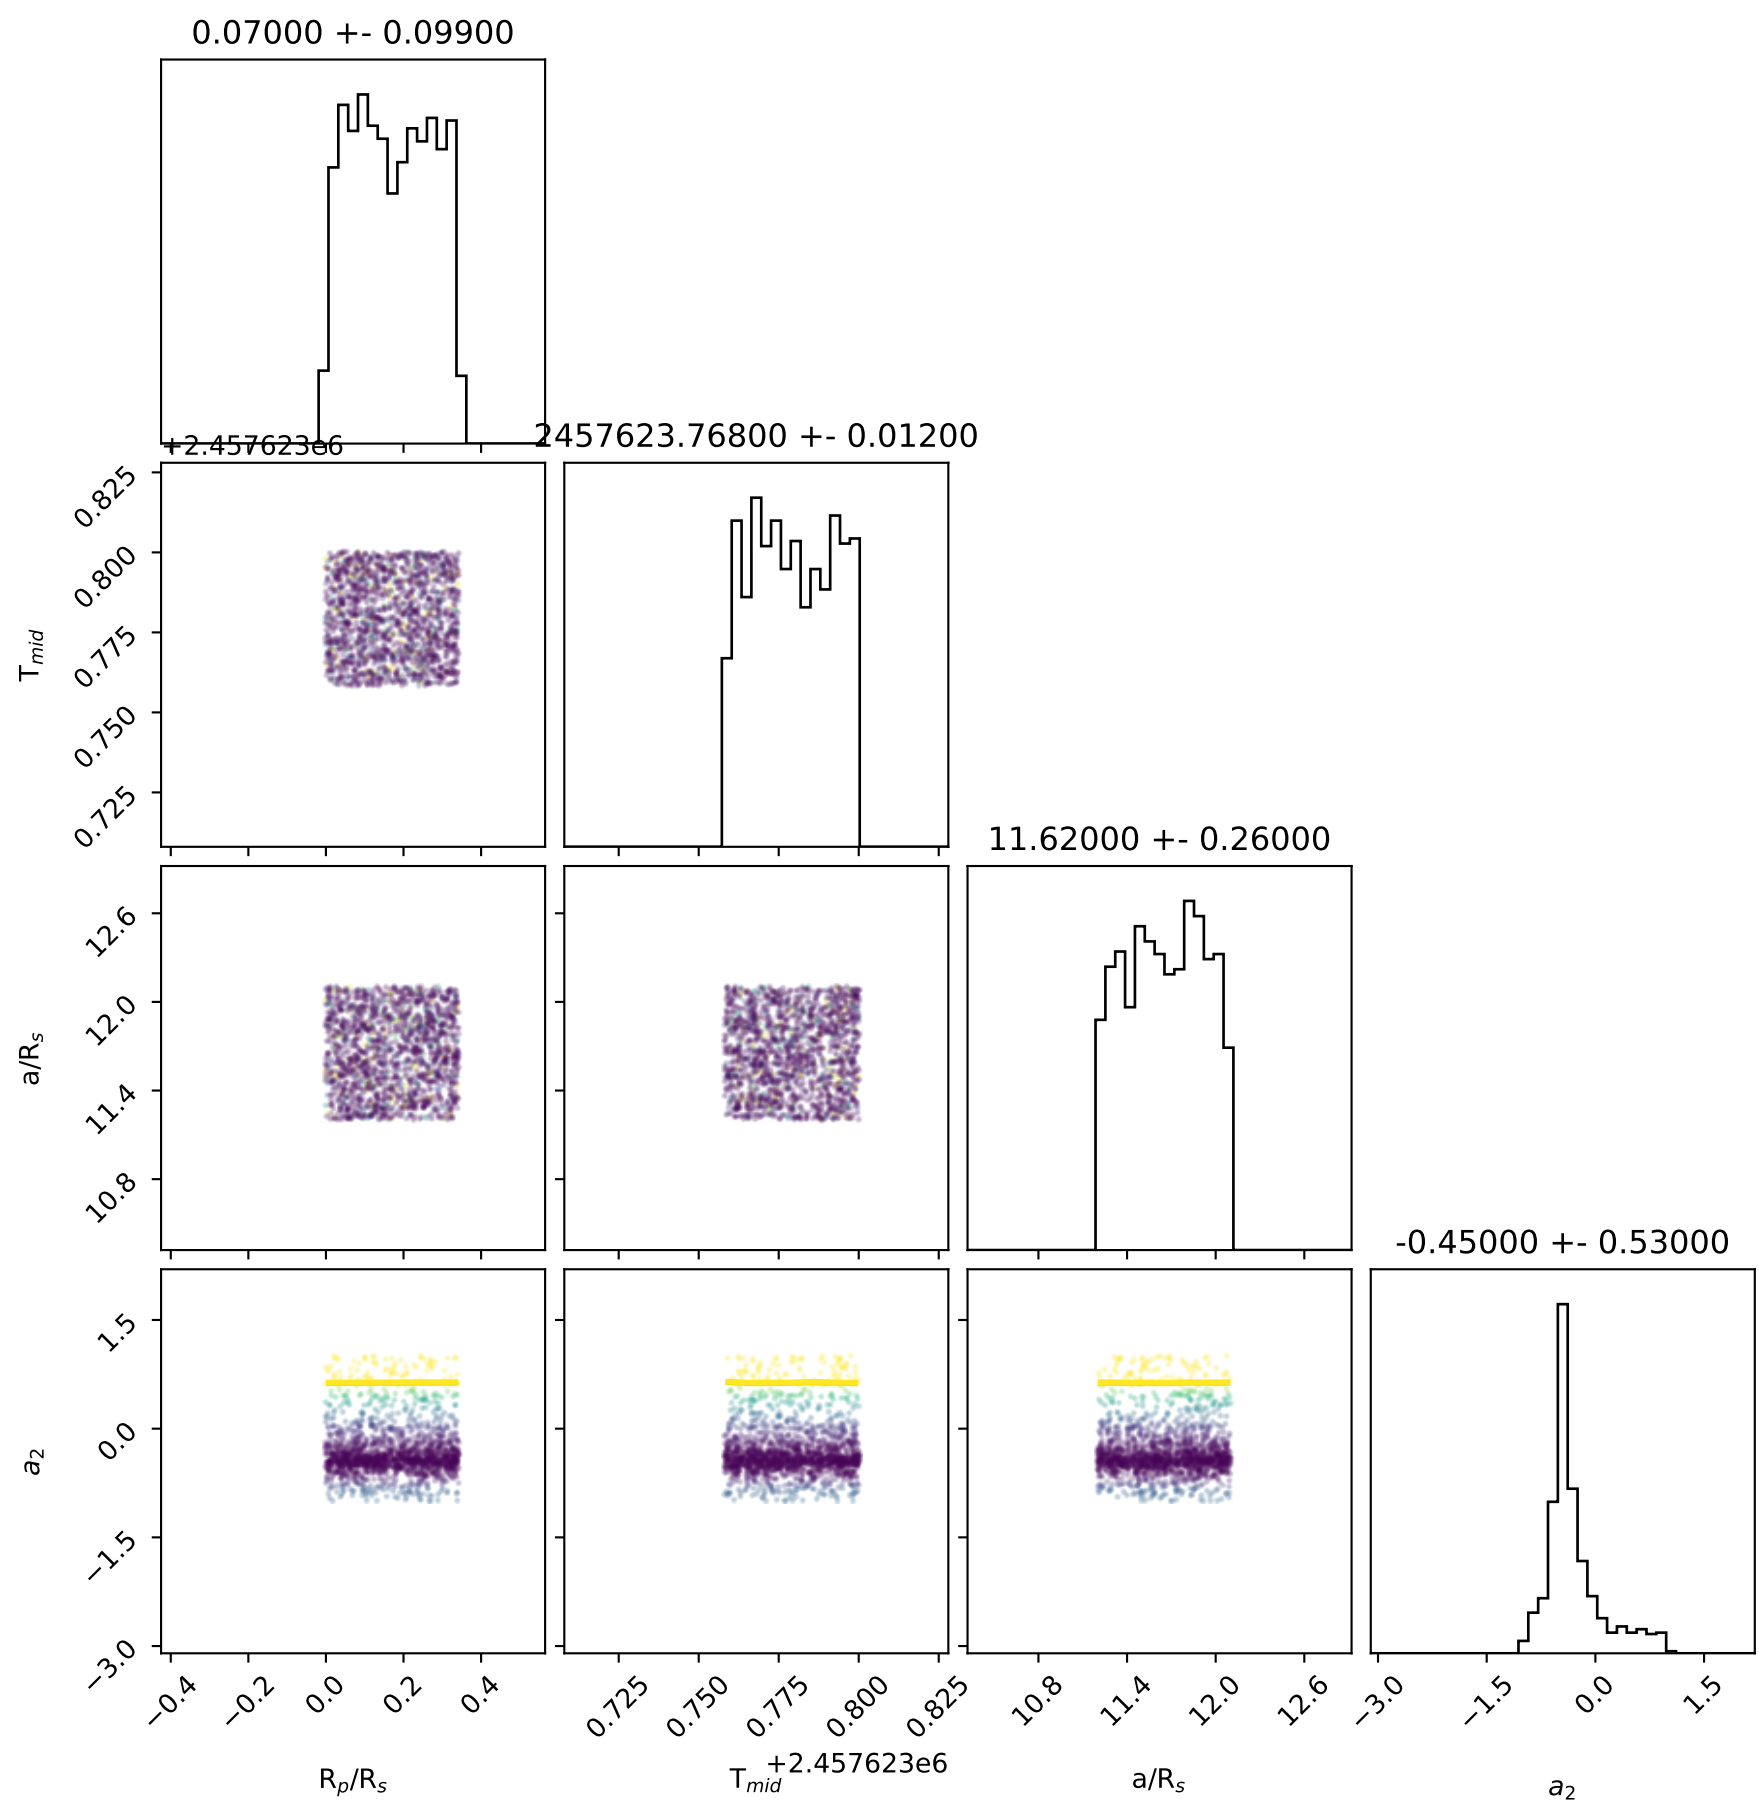 0.07000 +- 0.09900
+2.457623e6
2457623.76800 +- 0.01200
0.825
0.800
0.775
0.750
0.725
T_mid
11.62000 +- 0.26000
12.6
12.0
11.4
10.8
a/R_s
-0.45000 +- 0.53000
1.5
0.0
−1.5
−3.0
a_2
−0.4 −0.2 0.0 0.2 0.4
0.725 0.750 0.775 0.800 0.825
10.8 11.4 12.0 12.6
−3.0 −1.5 0.0 1.5
+2.457623e6
R_p/R_s T_mid a/R_s a_2